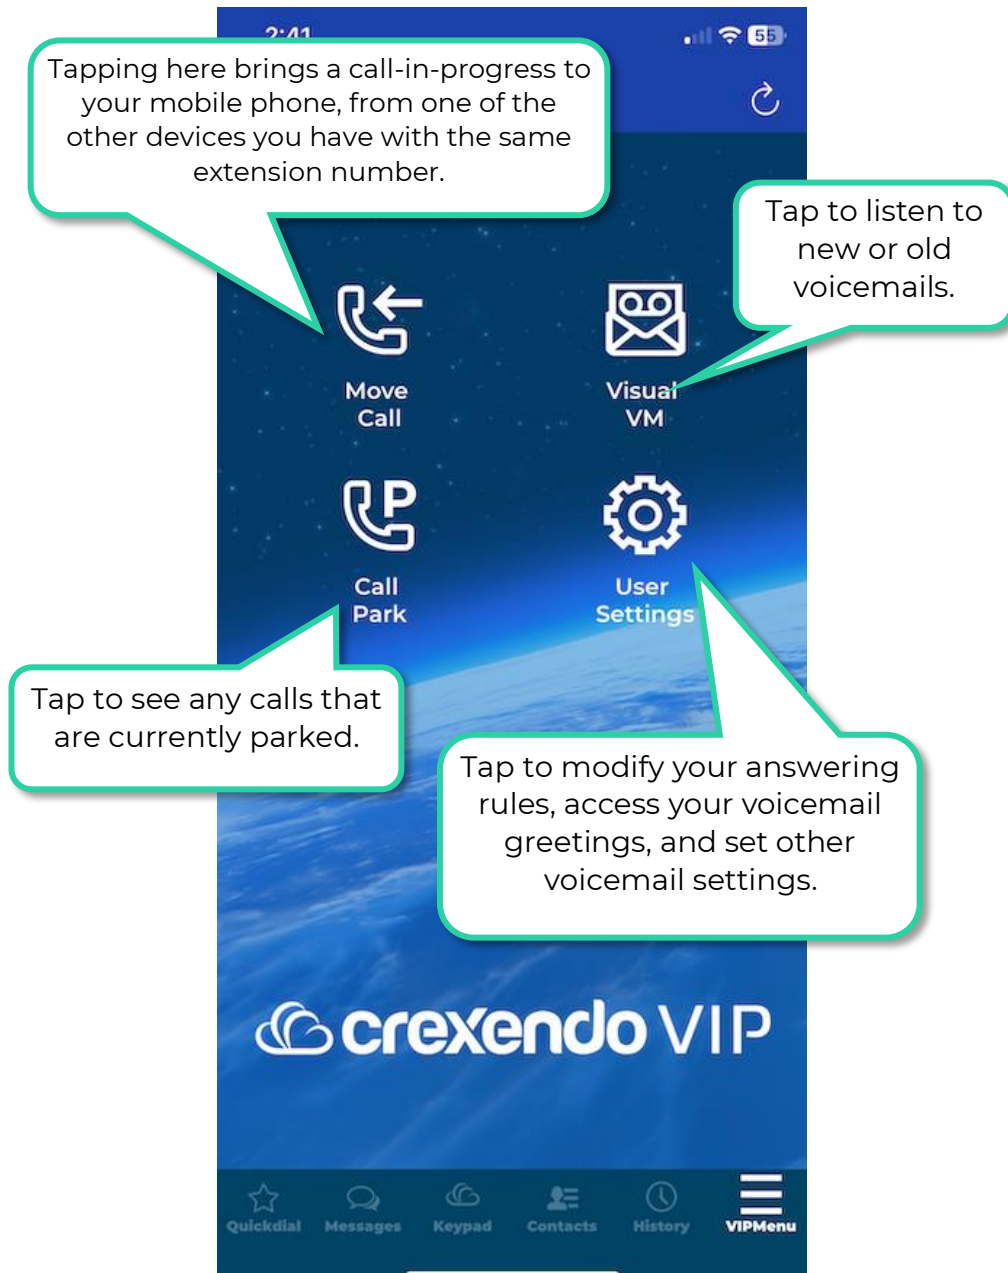 2:41
55
Tapping here brings a call-in-progress to
your mobile phone, from one of the
other devices you have with the same
extension number.
Tap to listen to
new or old
voicemails.
Move
Call
Visual
VM
P
Call
Park
User
Settings
Tap to see any calls that
are currently parked.
Tap to modify your answering
rules, access your voicemail
greetings, and set other
voicemail settings.
crexendo VIP
Quickdial
Messages
Keypad
Contacts
History
VIPMenu